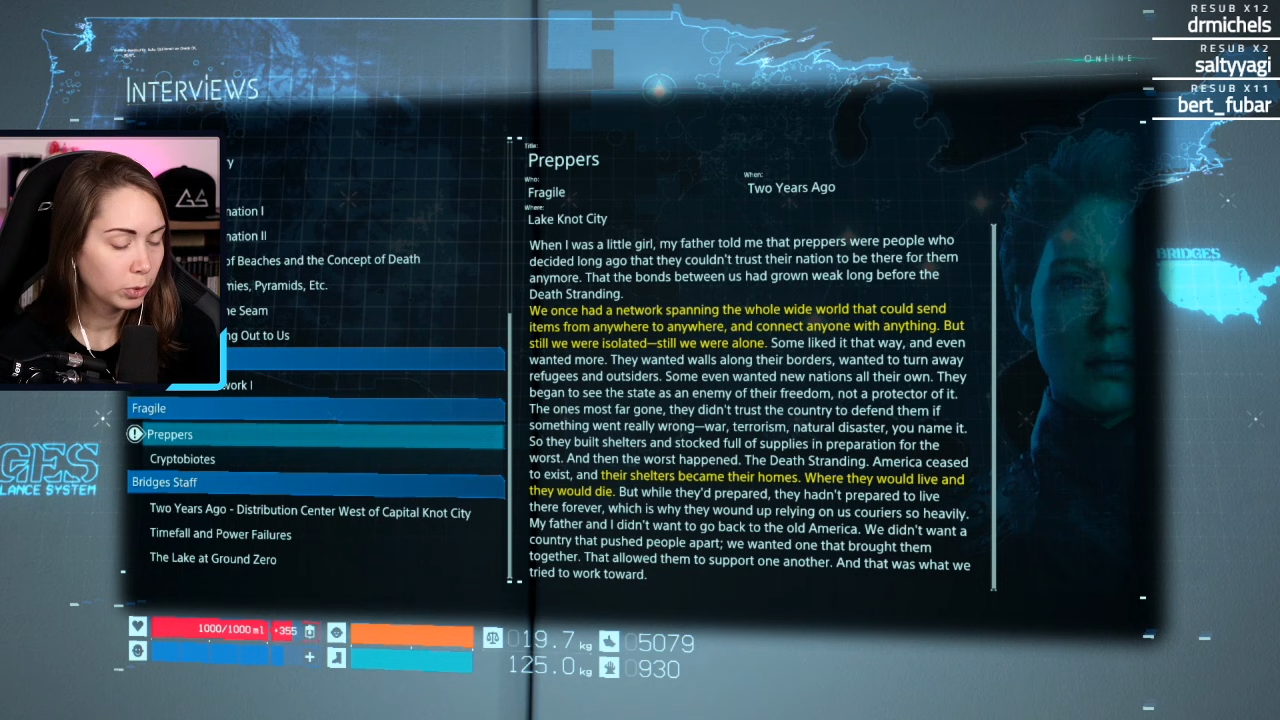 RESUB X12
drmichels
RESUB X2
saltyyagi
RESUB X11
bert_fubar
ONLINE
INTERVIEWS
Title:
Preppers
Who:
Fragile
When:
Two Years Ago
Where:
Lake Knot City
nation I
nation II
of Beaches and the Concept of Death
mies, Pyramids, Etc.
he Seam
ng Out to Us
work I
Fragile
Preppers
Cryptobiotes
Bridges Staff
Two Years Ago - Distribution Center West of Capital Knot City
Timefall and Power Failures
The Lake at Ground Zero
When I was a little girl, my father told me that preppers were people who
decided long ago that they couldn't trust their nation to be there for them
anymore. That the bonds between us had grown weak long before the
Death Stranding.
We once had a network spanning the whole wide world that could send
items from anywhere to anywhere, and connect anyone with anything. But
still we were isolated—still we were alone. Some liked it that way, and even
wanted more. They wanted walls along their borders, wanted to turn away
refugees and outsiders. Some even wanted new nations all their own. They
began to see the state as an enemy of their freedom, not a protector of it.
The ones most far gone, they didn't trust the country to defend them if
something went really wrong—war, terrorism, natural disaster, you name it.
So they built shelters and stocked full of supplies in preparation for the
worst. And then the worst happened. The Death Stranding. America ceased
to exist, and their shelters became their homes. Where they would live and
they would die. But while they'd prepared, they hadn't prepared to live
there forever, which is why they wound up relying on us couriers so heavily.
My father and I didn't want to go back to the old America. We didn't want a
country that pushed people apart; we wanted one that brought them
together. That allowed them to support one another. And that was what we
tried to work toward.
BRIDGES
GES
LANCE SYSTEM
1000/1000 ml
+355
019.7 kg
05079
125.0 kg
0930